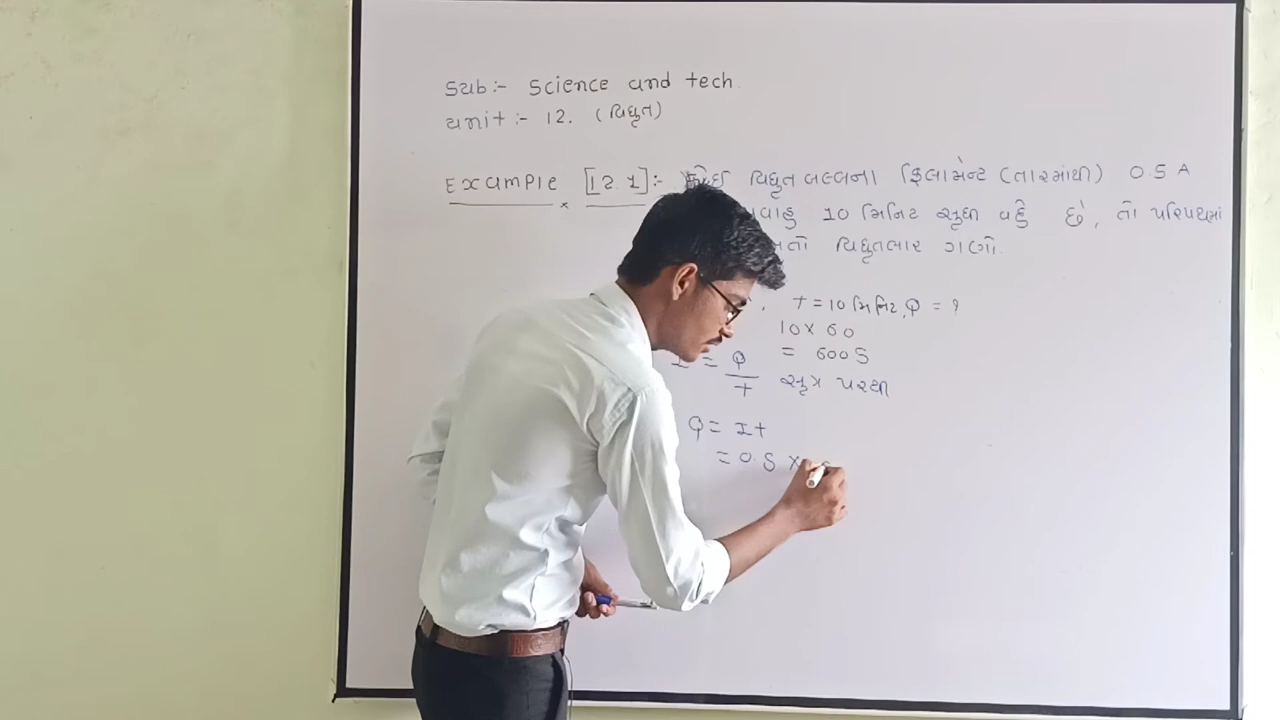 Sub:- Science and tech.
unit:- 12. (વિદ્યુત)
Example [12.1]:- કોઈ વિદ્યુત બલ્બના ફિલામેન્ટ (તારમાંથી) 0.5 A
10 મિનિટ સુધી વહે છે, તો પરિપથમાં
વિદ્યુતભાર ગણો.
t = 10 મિનિટ, Q = ?
10 x 60
= 600 S
I = Q/t સૂત્ર પરથી
Q = It
= 0.5 x